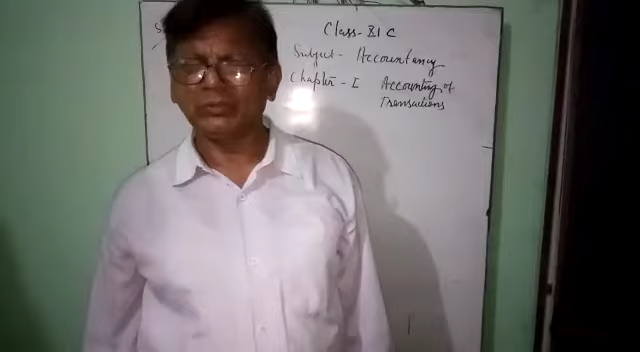 Class-XI C
Subject - Accountancy
Chapter - I Accounting of
Transactions